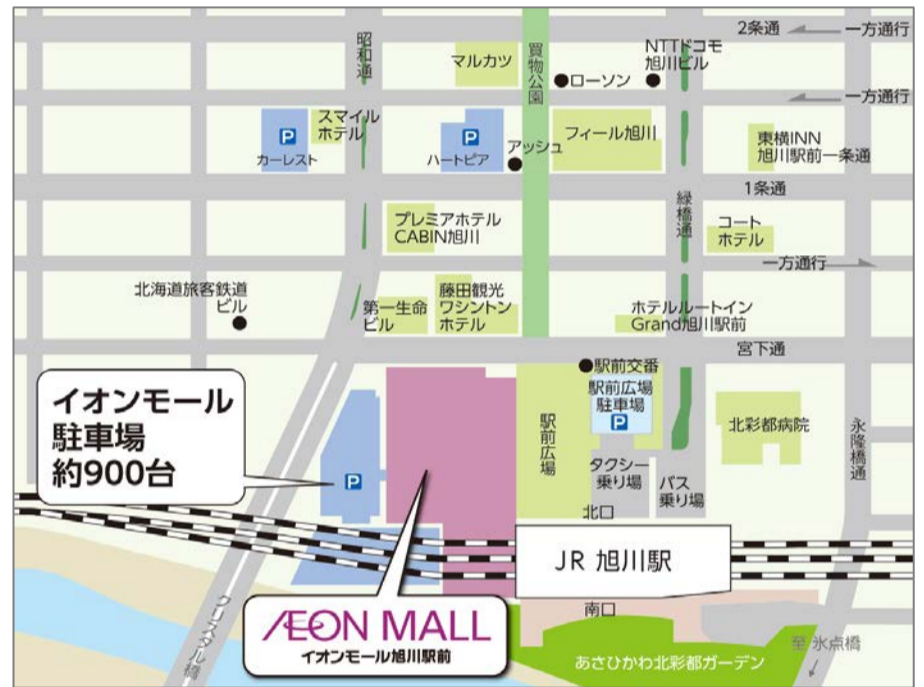 2条通
一方通行
昭和通
マルカツ
買物公園
NTTドコモ
旭川ビル
ローソン
一方通行
P
カーレスト
スマイル
ホテル
P
ハートピア
アッシュ
フィール旭川
東横INN
旭川駅前一条通
1条通
プレミアホテル
CABIN旭川
緑橋通
コート
ホテル
一方通行
北海道旅客鉄道
ビル
第一生命
ビル
藤田観光
ワシントン
ホテル
ホテルルートイン
Grand旭川駅前
宮下通
駅前交番
イオンモール
駐車場
約900台
P
駅前広場
駅前広場
駐車場
P
北彩都病院
永隆橋通
タクシー
乗り場
バス
乗り場
北口
JR 旭川駅
南口
クリスタル橋
ÆON MALL
イオンモール旭川駅前
あさひかわ北彩都ガーデン
至 氷点橋